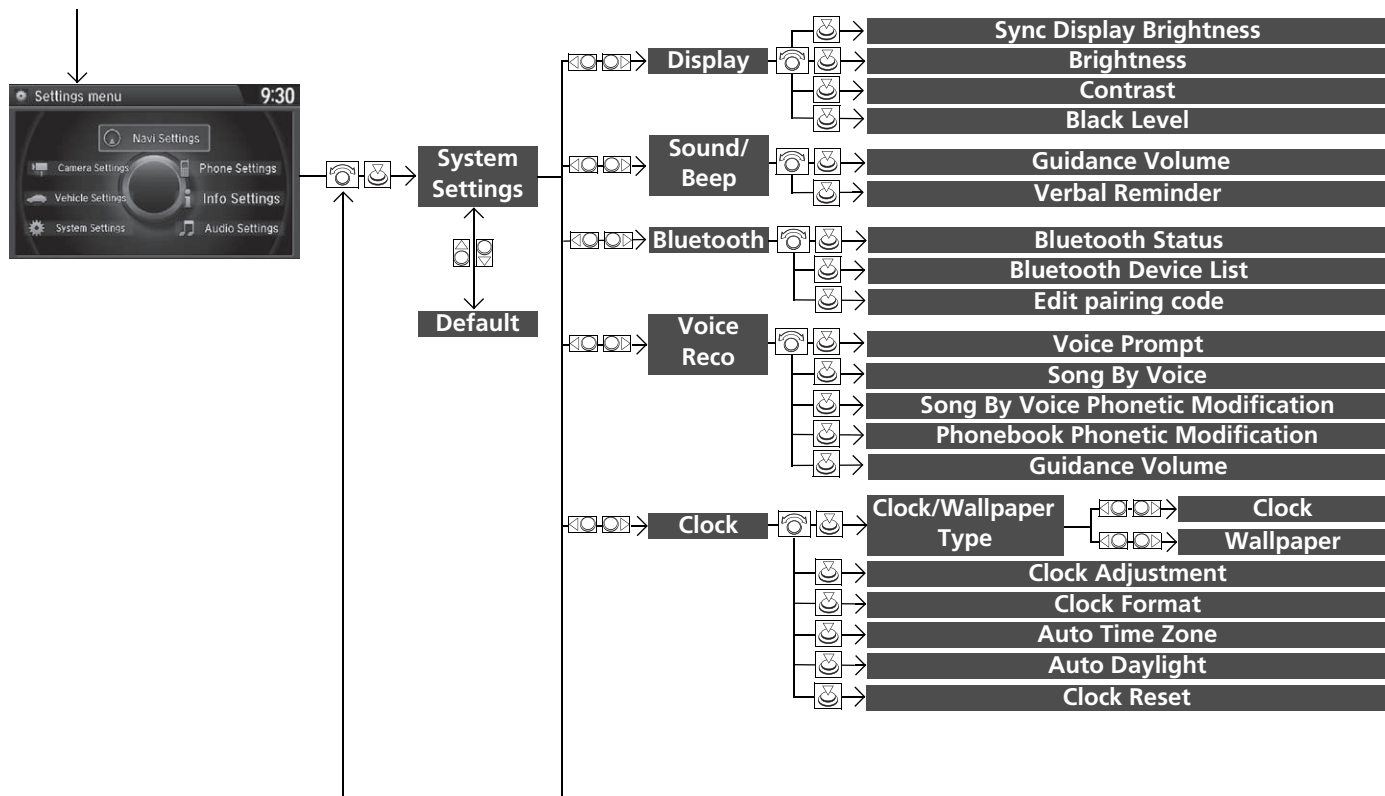 Settings menu 9:30
Navi Settings
Camera Settings
Phone Settings
Vehicle Settings
Info Settings
System Settings
Audio Settings
System
Settings
Default
Display
Sync Display Brightness
Brightness
Contrast
Black Level
Sound/
Beep
Guidance Volume
Verbal Reminder
Bluetooth
Bluetooth Status
Bluetooth Device List
Edit pairing code
Voice
Reco
Voice Prompt
Song By Voice
Song By Voice Phonetic Modification
Phonebook Phonetic Modification
Guidance Volume
Clock
Clock/Wallpaper
Type
Clock
Wallpaper
Clock Adjustment
Clock Format
Auto Time Zone
Auto Daylight
Clock Reset